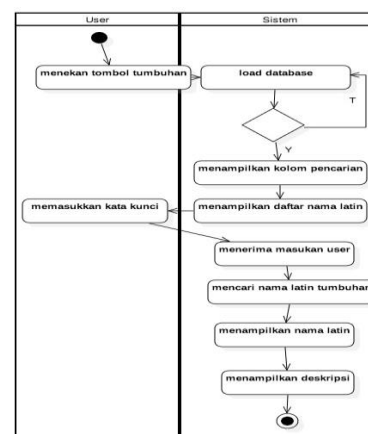 User
Sistem
menekan tombol tumbuhan
load database
T
Y
menampilkan kolom pencarian
menampilkan daftar nama latin
memasukkan kata kunci
menerima masukan user
mencari nama latin tumbuhan
menampilkan nama latin
menampilkan deskripsi